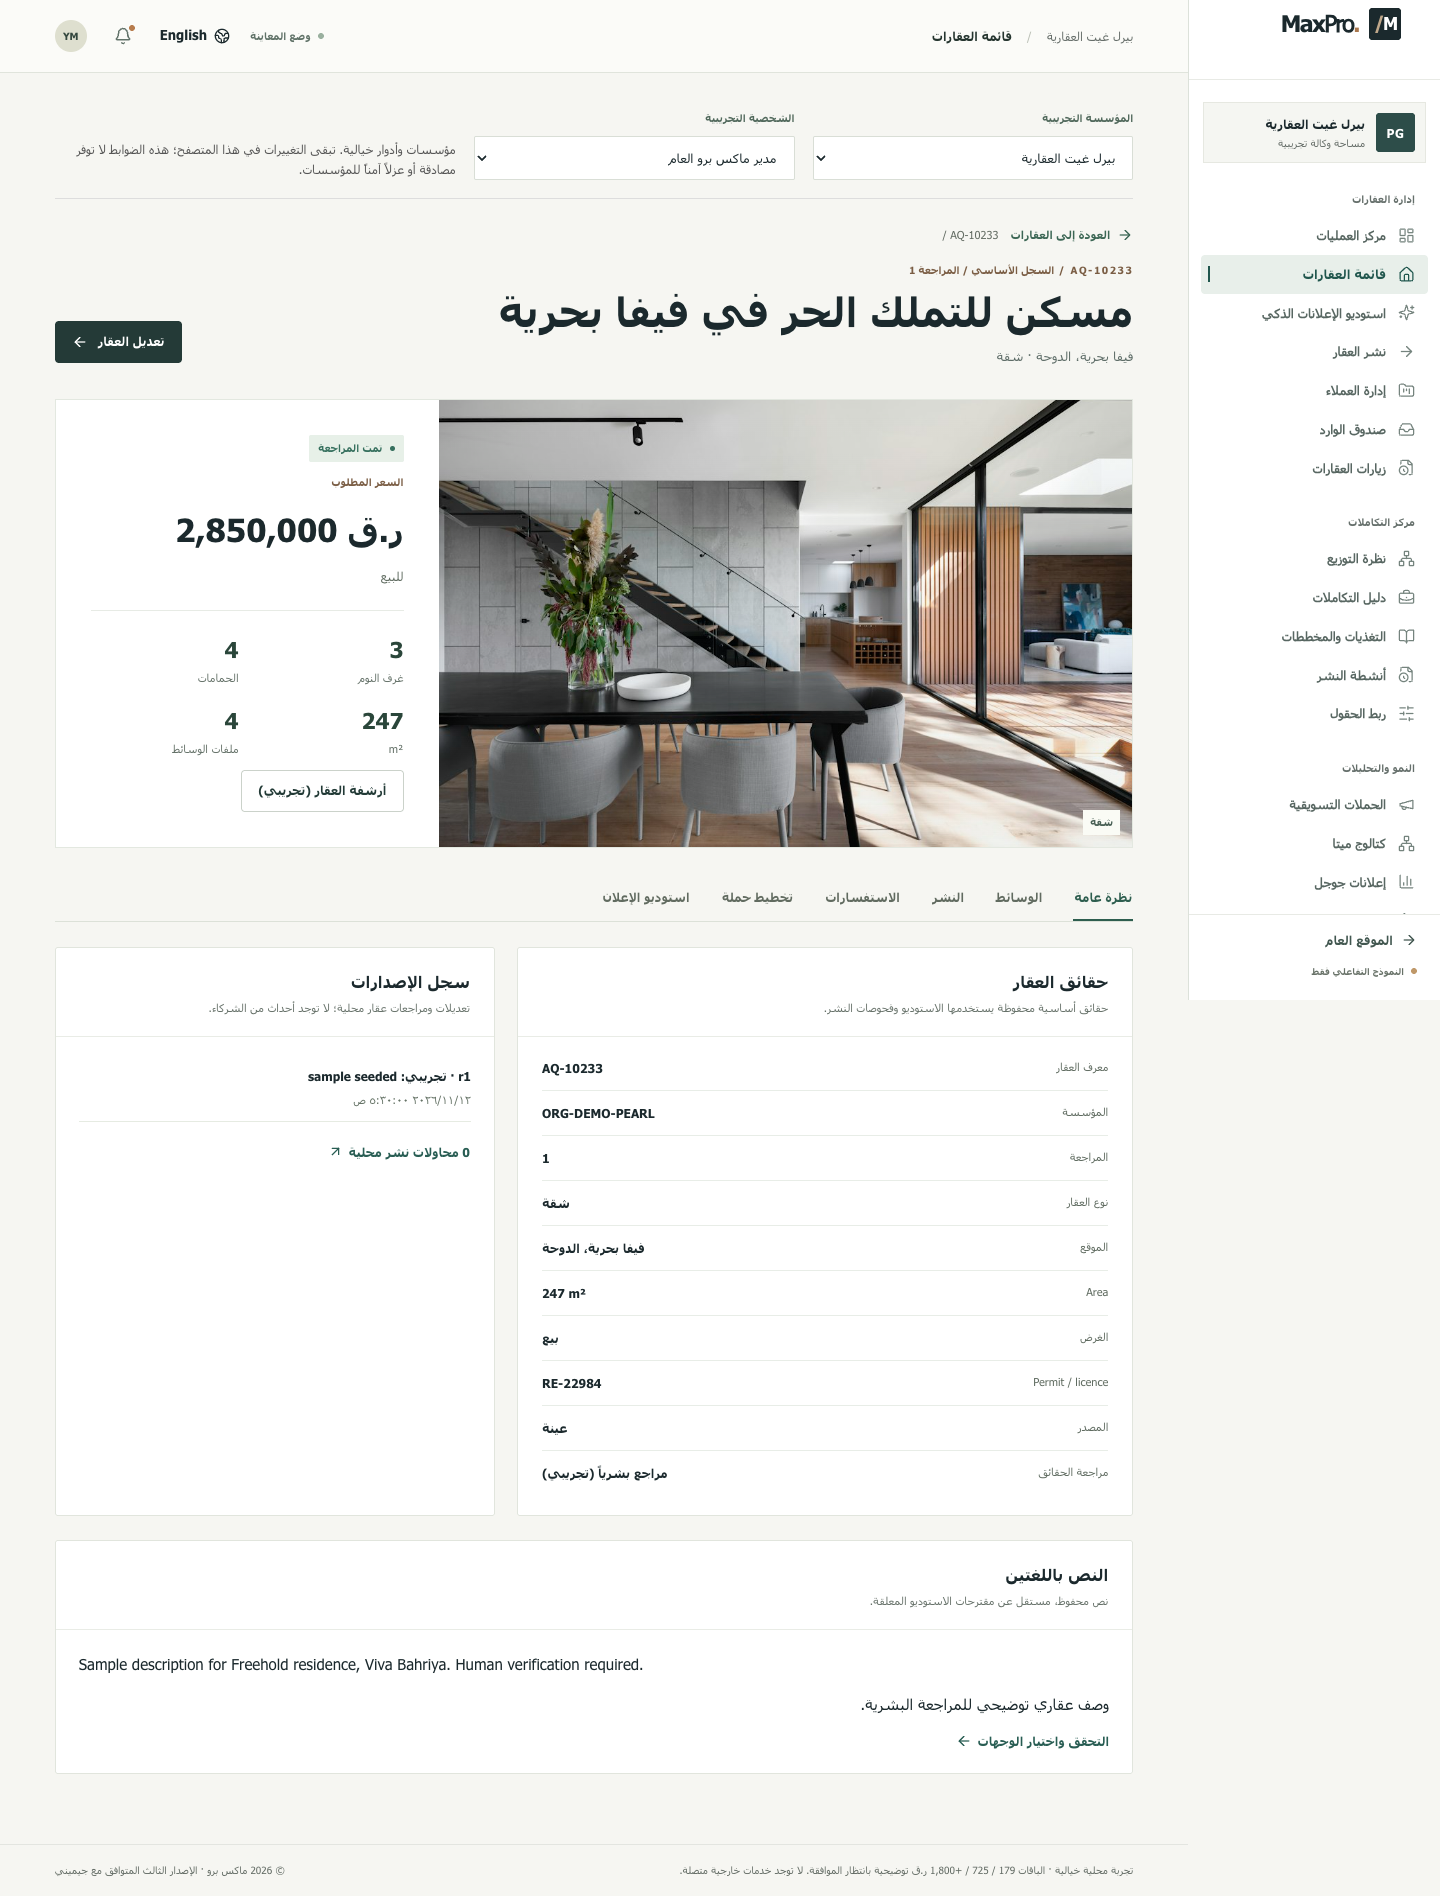 MaxPro.
/M
PG
بيرل غيت العقارية
مساحة وكالة تجريبية
إدارة العقارات
مركز العمليات
قائمة العقارات
استوديو الإعلانات الذكي
نشر العقار
إدارة العملاء
صندوق الوارد
زيارات العقارات
مركز التكاملات
نظرة التوزيع
دليل التكاملات
التغذيات والمخططات
أنشطة النشر
ربط الحقول
النمو والتحليلات
الحملات التسويقية
كتالوج ميتا
إعلانات جوجل
الموقع العام
النموذج التفاعلي فقط
بيرل غيت العقارية / قائمة العقارات
وضع المعاينة
English
YM
المؤسسة التجريبية
بيرل غيت العقارية
الشخصية التجريبية
مدير ماكس برو العام
مؤسسات وأدوار خيالية. تبقى التغييرات في هذا المتصفح؛ هذه الضوابط لا توفر
مصادقة أو عزلاً آمناً للمؤسسات.
العودة إلى العقارات / AQ-10233
AQ-10233 / السجل الأساسي / المراجعة 1
مسكن للتملك الحر في فيفا بحرية
فيفا بحرية، الدوحة · شقة
تعديل العقار
شقة
تمت المراجعة
السعر المطلوب
ر.ق 2,850,000
للبيع
3
غرف النوم
4
الحمامات
247
m²
4
ملفات الوسائط
أرشفة العقار (تجريبي)
نظرة عامة
الوسائط
النشر
الاستفسارات
تخطيط حملة
استوديو الإعلان
حقائق العقار
حقائق أساسية محفوظة يستخدمها الاستوديو وفحوصات النشر.
معرف العقار AQ-10233
المؤسسة ORG-DEMO-PEARL
المراجعة 1
نوع العقار شقة
الموقع فيفا بحرية، الدوحة
Area 247 m²
الغرض بيع
Permit / licence RE-22984
المصدر عينة
مراجعة الحقائق مراجع بشرياً (تجريبي)
سجل الإصدارات
تعديلات ومراجعات عقار محلية؛ لا توجد أحداث من الشركاء.
r1 · تجريبي: sample seeded
٢٠٢٦/١١/١٢ ٥:٣٠:٠٠ ص
0 محاولات نشر محلية
النص باللغتين
نص محفوظ، مستقل عن مقترحات الاستوديو المعلقة.
Sample description for Freehold residence, Viva Bahriya. Human verification required.
وصف عقاري توضيحي للمراجعة البشرية.
التحقق واختيار الوجهات
تجربة محلية خيالية · الباقات 179 / 725 / +1,800 ر.ق توضيحية بانتظار الموافقة. لا توجد خدمات خارجية متصلة.
© 2026 ماكس برو · الإصدار الثالث المتوافق مع جيميني